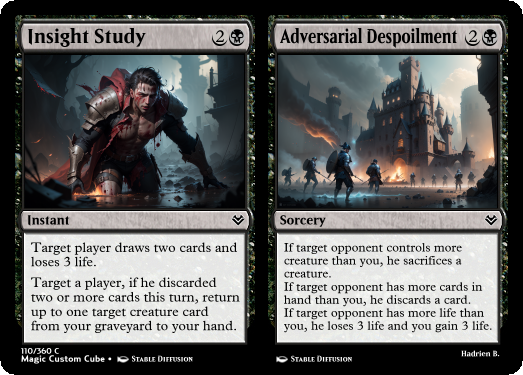 Insight Study 2
Instant
Target player draws two cards and
loses 3 life.
Target a player, if he discarded
two or more cards this turn, return
up to one target creature card
from your graveyard to your hand.
110/360 C
Magic Custom Cube • Stable Diffusion
Adversarial Despoilment 2
Sorcery
If target opponent controls more
creature than you, he sacrifices a
creature.
If target opponent has more cards in
hand than you, he discards a card.
If target opponent has more life than
you, he loses 3 life and you gain 3 life.
Stable Diffusion
Hadrien B.